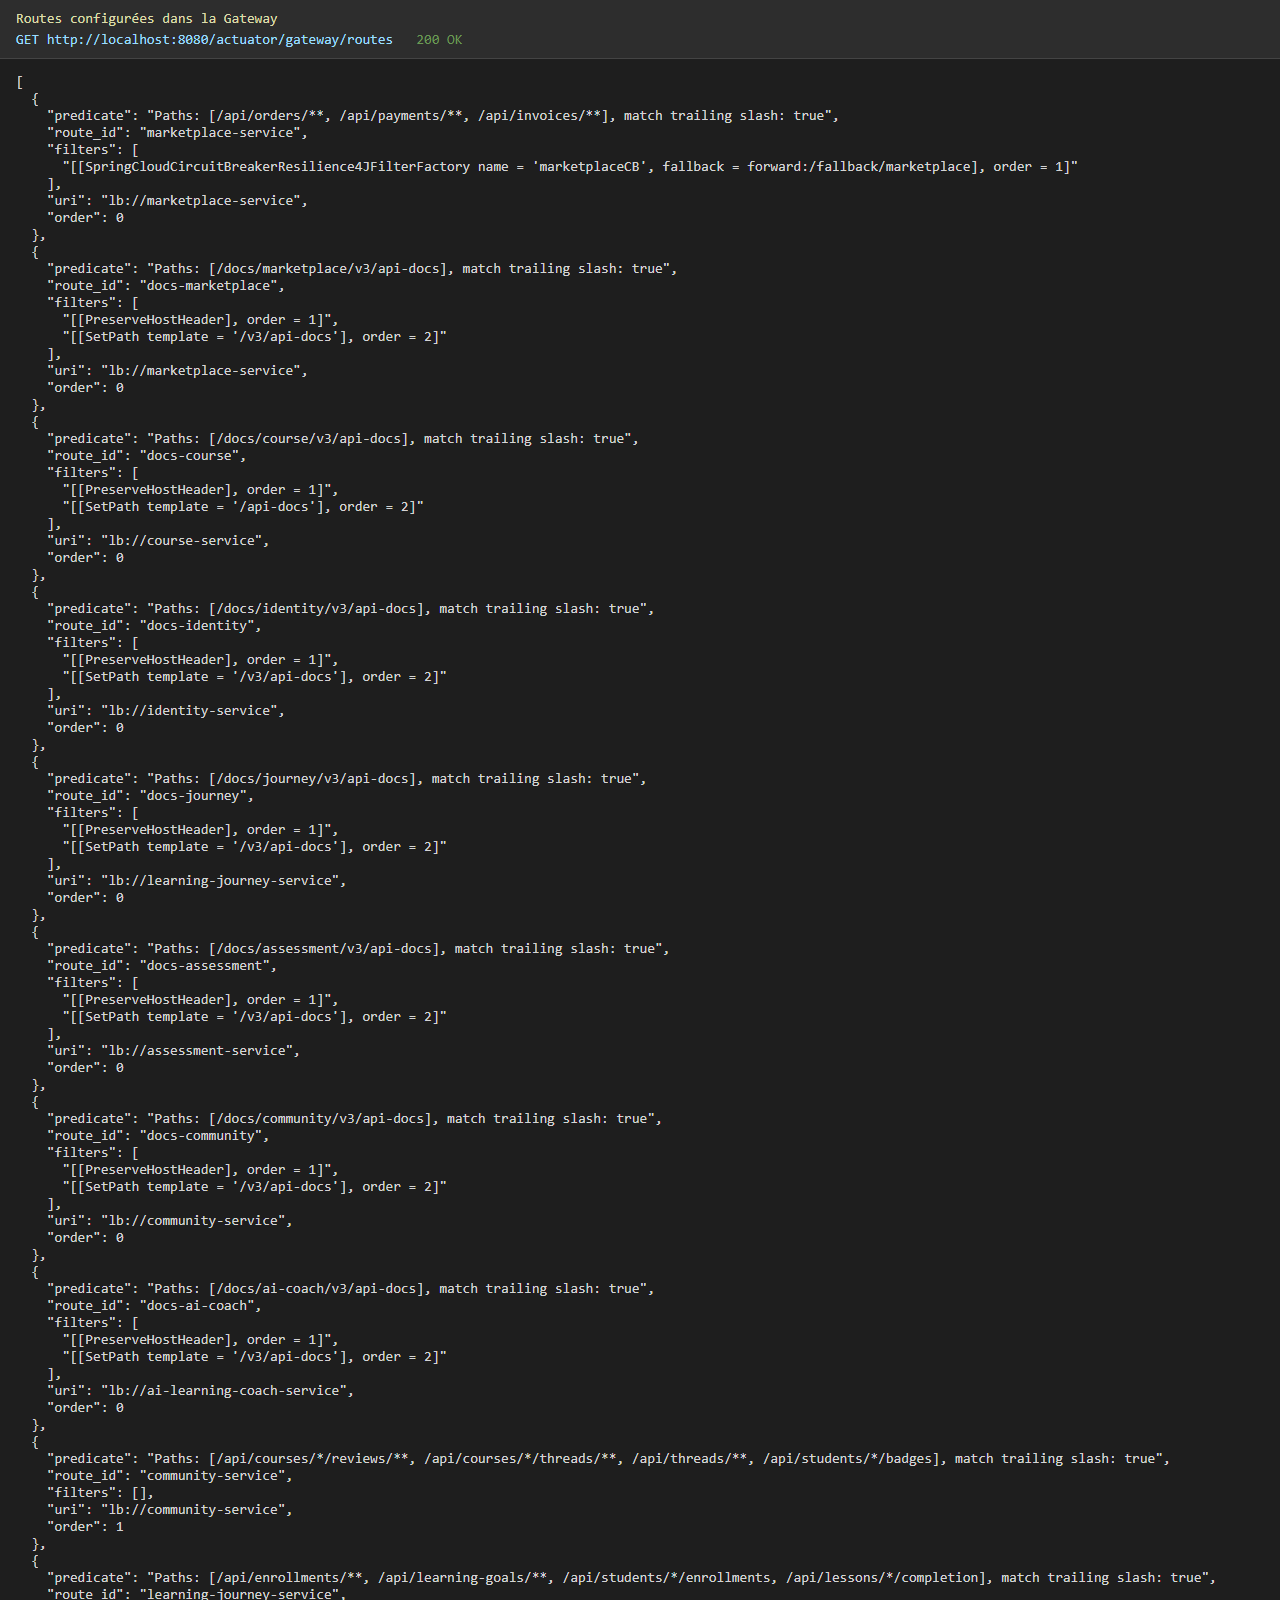 Routes configurées dans la Gateway
GET http://localhost:8080/actuator/gateway/routes   200 OK
[
  {
    "predicate": "Paths: [/api/orders/**, /api/payments/**, /api/invoices/**], match trailing slash: true",
    "route_id": "marketplace-service",
    "filters": [
      "[[SpringCloudCircuitBreakerResilience4JFilterFactory name = 'marketplaceCB', fallback = forward:/fallback/marketplace], order = 1]"
    ],
    "uri": "lb://marketplace-service",
    "order": 0
  },
  {
    "predicate": "Paths: [/docs/marketplace/v3/api-docs], match trailing slash: true",
    "route_id": "docs-marketplace",
    "filters": [
      "[[PreserveHostHeader], order = 1]",
      "[[SetPath template = '/v3/api-docs'], order = 2]"
    ],
    "uri": "lb://marketplace-service",
    "order": 0
  },
  {
    "predicate": "Paths: [/docs/course/v3/api-docs], match trailing slash: true",
    "route_id": "docs-course",
    "filters": [
      "[[PreserveHostHeader], order = 1]",
      "[[SetPath template = '/api-docs'], order = 2]"
    ],
    "uri": "lb://course-service",
    "order": 0
  },
  {
    "predicate": "Paths: [/docs/identity/v3/api-docs], match trailing slash: true",
    "route_id": "docs-identity",
    "filters": [
      "[[PreserveHostHeader], order = 1]",
      "[[SetPath template = '/v3/api-docs'], order = 2]"
    ],
    "uri": "lb://identity-service",
    "order": 0
  },
  {
    "predicate": "Paths: [/docs/journey/v3/api-docs], match trailing slash: true",
    "route_id": "docs-journey",
    "filters": [
      "[[PreserveHostHeader], order = 1]",
      "[[SetPath template = '/v3/api-docs'], order = 2]"
    ],
    "uri": "lb://learning-journey-service",
    "order": 0
  },
  {
    "predicate": "Paths: [/docs/assessment/v3/api-docs], match trailing slash: true",
    "route_id": "docs-assessment",
    "filters": [
      "[[PreserveHostHeader], order = 1]",
      "[[SetPath template = '/v3/api-docs'], order = 2]"
    ],
    "uri": "lb://assessment-service",
    "order": 0
  },
  {
    "predicate": "Paths: [/docs/community/v3/api-docs], match trailing slash: true",
    "route_id": "docs-community",
    "filters": [
      "[[PreserveHostHeader], order = 1]",
      "[[SetPath template = '/v3/api-docs'], order = 2]"
    ],
    "uri": "lb://community-service",
    "order": 0
  },
  {
    "predicate": "Paths: [/docs/ai-coach/v3/api-docs], match trailing slash: true",
    "route_id": "docs-ai-coach",
    "filters": [
      "[[PreserveHostHeader], order = 1]",
      "[[SetPath template = '/v3/api-docs'], order = 2]"
    ],
    "uri": "lb://ai-learning-coach-service",
    "order": 0
  },
  {
    "predicate": "Paths: [/api/courses/*/reviews/**, /api/courses/*/threads/**, /api/threads/**, /api/students/*/badges], match trailing slash: true",
    "route_id": "community-service",
    "filters": [],
    "uri": "lb://community-service",
    "order": 1
  },
  {
    "predicate": "Paths: [/api/enrollments/**, /api/learning-goals/**, /api/students/*/enrollments, /api/lessons/*/completion], match trailing slash: true",
    "route_id": "learning-journey-service",